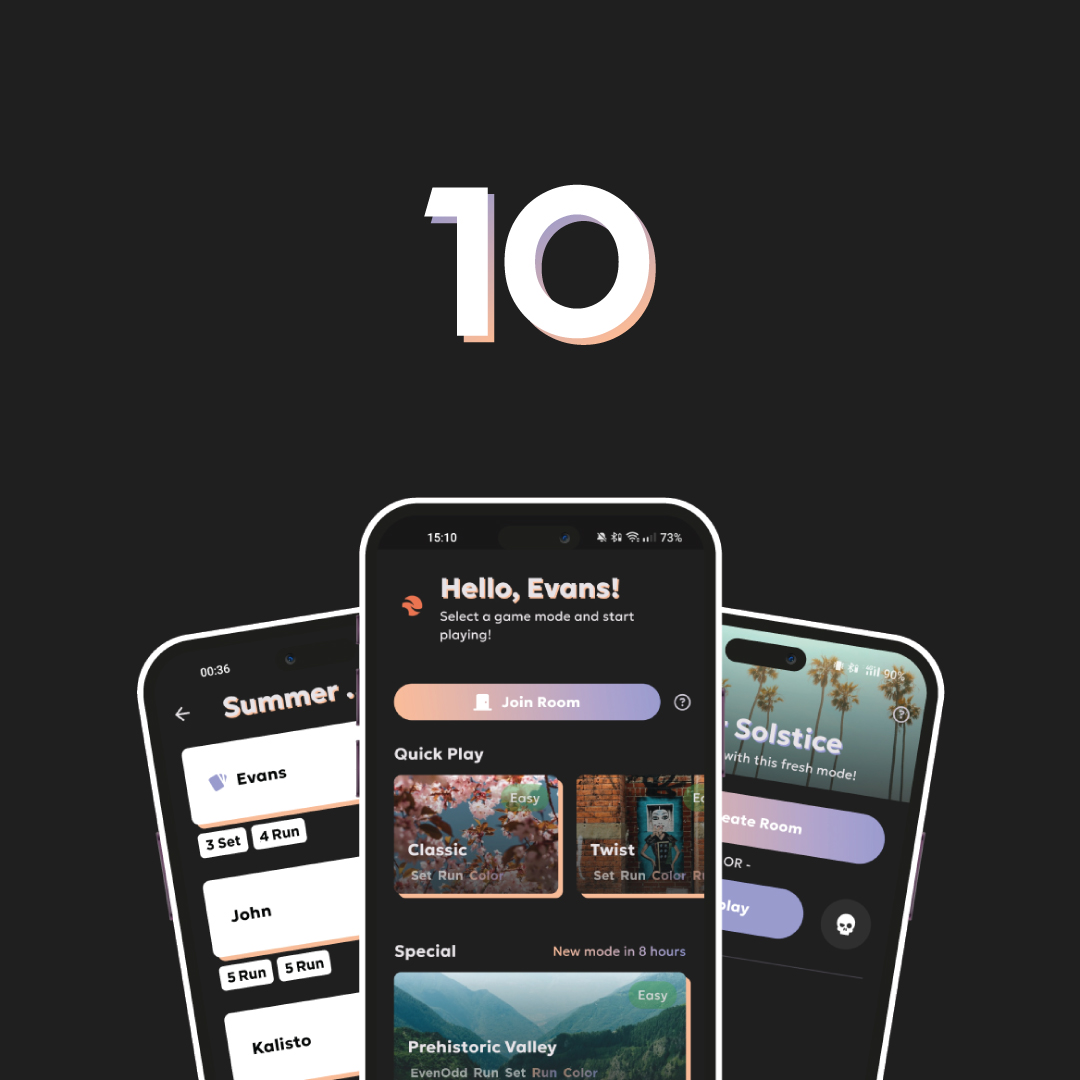 10
00:36
Summer .
Evans
3 Set 4 Run
John
5 Run 5 Run
Kalisto
15:10
73%
Hello, Evans!
Select a game mode and start
playing!
Join Room
?
Quick Play
Easy
Classic
Set Run Color
Twist
Set Run Color
Special
New mode in 8 hours
Easy
Prehistoric Valley
EvenOdd Run Set Run Color
90%
?
Solstice
with this fresh mode!
Room
OR -